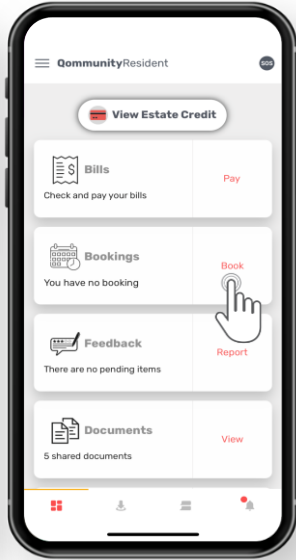 QommunityResident
SOS
View Estate Credit
Bills
Check and pay your bills
Pay
Bookings
You have no booking
Book
Feedback
There are no pending items
Report
Documents
5 shared documents
View